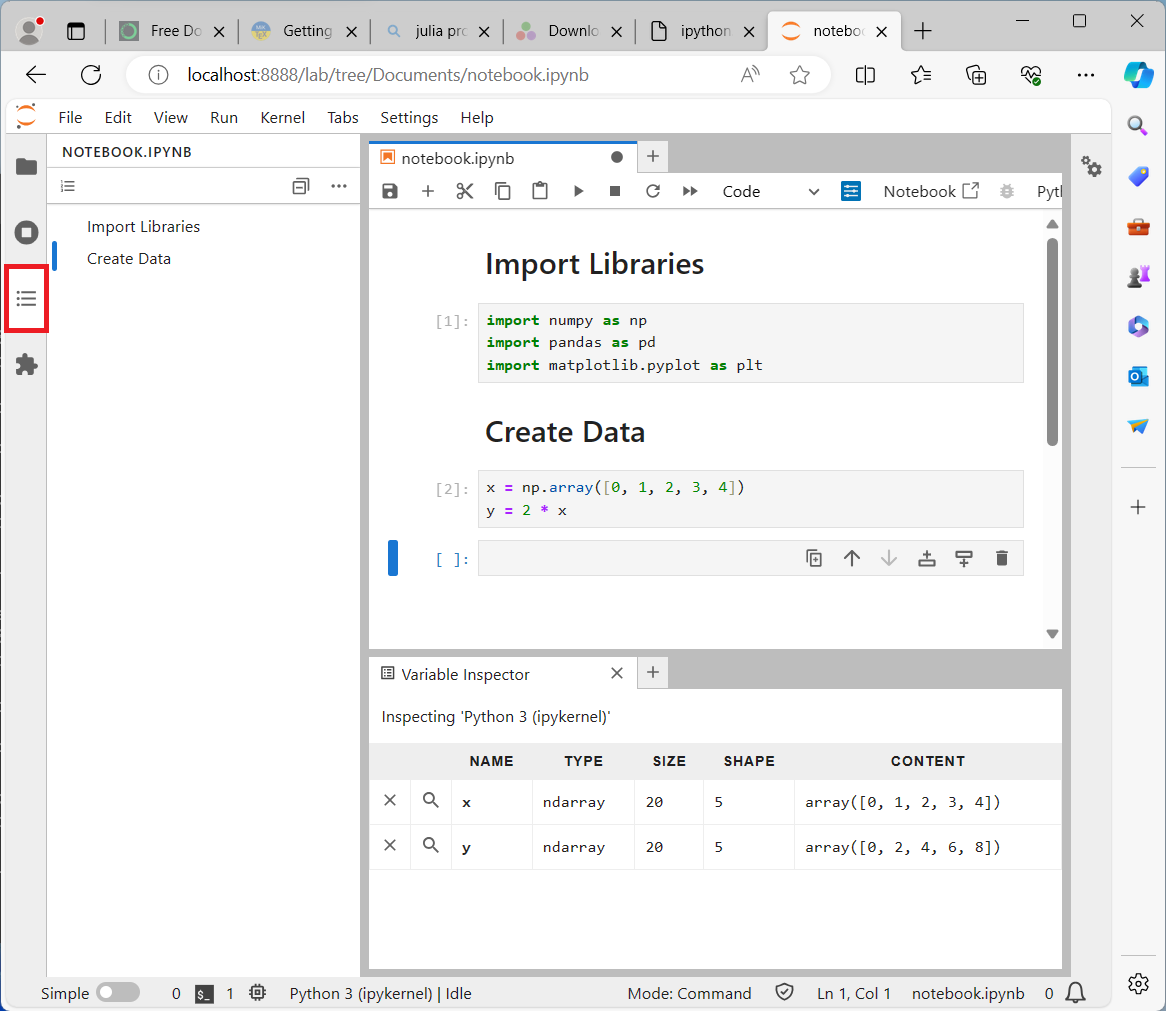 Free Do
Getting
julia pro
Downlo
ipython
noteboo
localhost:8888/lab/tree/Documents/notebook.ipynb
File Edit View Run Kernel Tabs Settings Help
NOTEBOOK.IPYNB
Import Libraries
Create Data
notebook.ipynb
Code
Notebook
Pyt
Import Libraries
[1]: import numpy as np
import pandas as pd
import matplotlib.pyplot as plt
Create Data
[2]: x = np.array([0, 1, 2, 3, 4])
y = 2 * x
[ ]:
Variable Inspector
Inspecting 'Python 3 (ipykernel)'
NAME TYPE SIZE SHAPE CONTENT
x ndarray 20 5 array([0, 1, 2, 3, 4])
y ndarray 20 5 array([0, 2, 4, 6, 8])
Simple 0 1 Python 3 (ipykernel) | Idle Mode: Command Ln 1, Col 1 notebook.ipynb 0